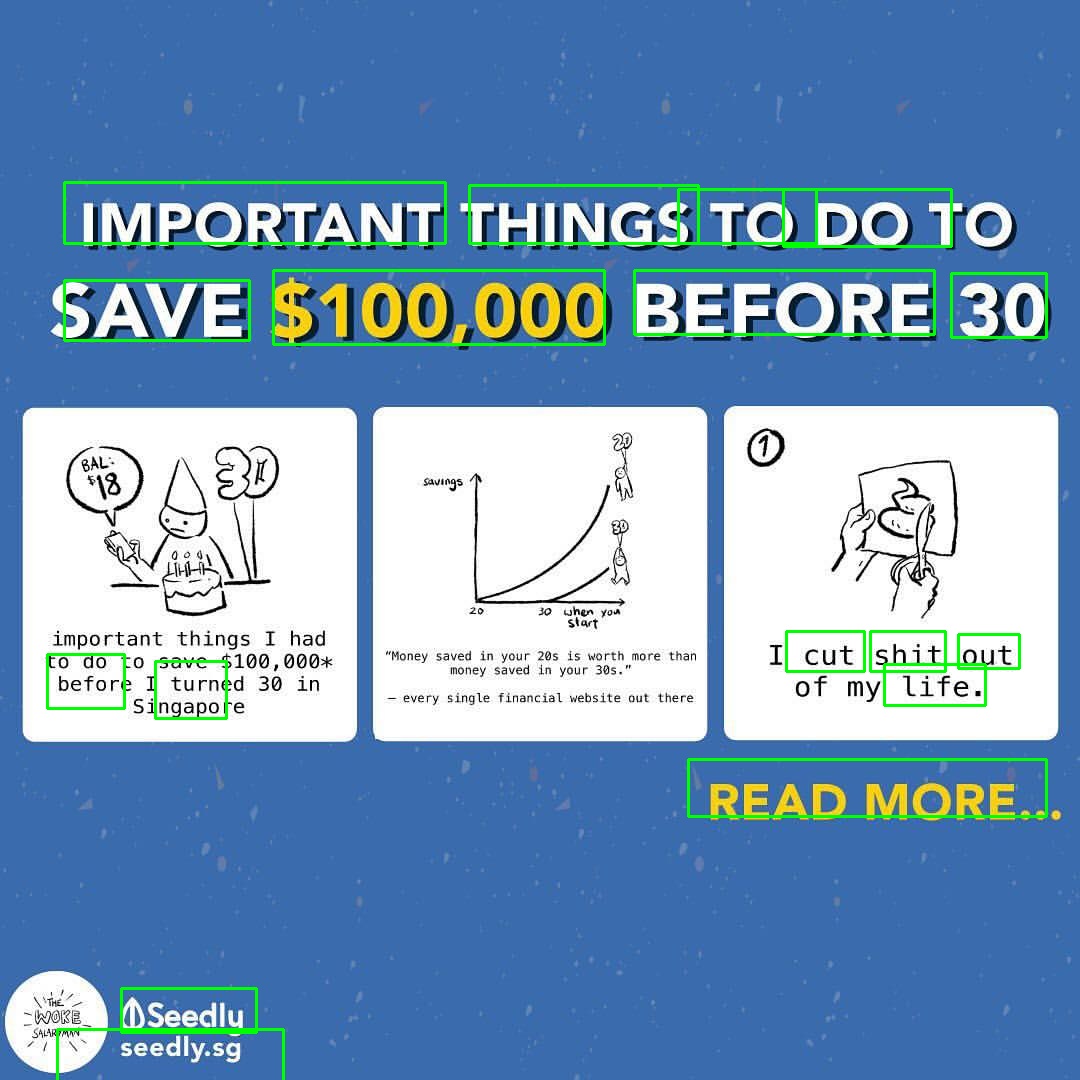 IMPORTANT THINGS TO DO TO
SAVE $100,000 BEFORE 30
BAL:
$18
30
important things I had
to do to save $100,000*
before I turned 30 in
Singapore
savings
20
30
20
30
when you
start
“Money saved in your 20s is worth more than
money saved in your 30s.”
— every single financial website out there
1
I cut shit out
of my life.
READ MORE...
THE
WOKE
SALARYMAN
Seedly
seedly.sg